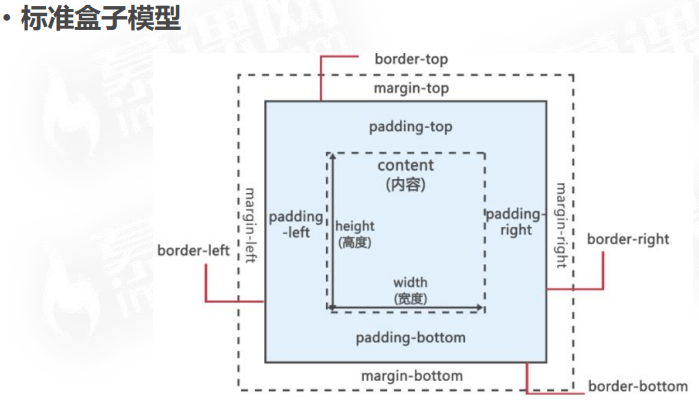 • 标准盒子模型
border-top
margin-top
padding-top
content
(内容)
margin-left
padding
-left
height
(高度)
padding-
right
margin-right
border-left
border-right
width
(宽度)
padding-bottom
margin-bottom
border-bottom